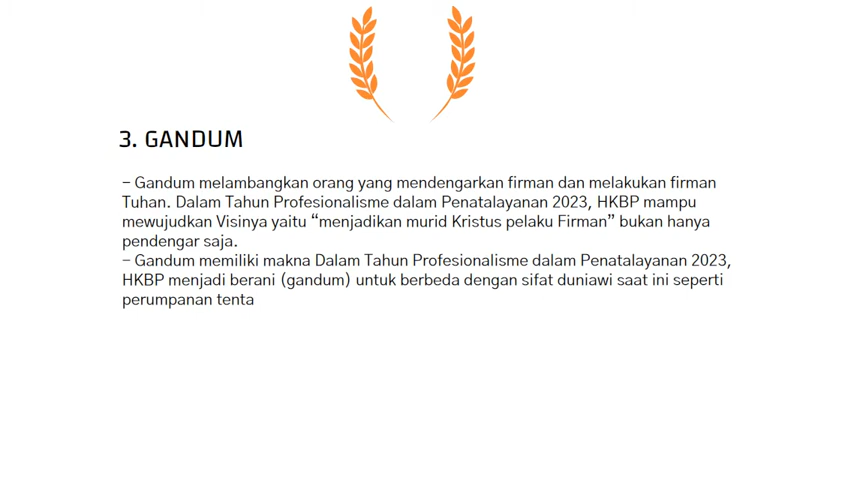 3. GANDUM
- Gandum melambangkan orang yang mendengarkan firman dan melakukan firman
Tuhan. Dalam Tahun Profesionalisme dalam Penatalayanan 2023, HKBP mampu
mewujudkan Visinya yaitu “menjadikan murid Kristus pelaku Firman” bukan hanya
pendengar saja.
- Gandum memiliki makna Dalam Tahun Profesionalisme dalam Penatalayanan 2023,
HKBP menjadi berani (gandum) untuk berbeda dengan sifat duniawi saat ini seperti
perumpanan tenta